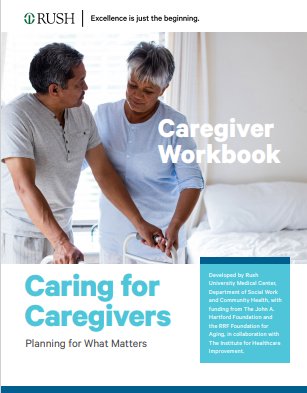 RUSH | Excellence is just the beginning.
Caregiver
Workbook
Caring for
Caregivers
Planning for What Matters
Developed by Rush
University Medical Center,
Department of Social Work
and Community Health, with
funding from The John A.
Hartford Foundation and
the RRF Foundation for
Aging, in collaboration with
The Institute for Healthcare
Improvement.